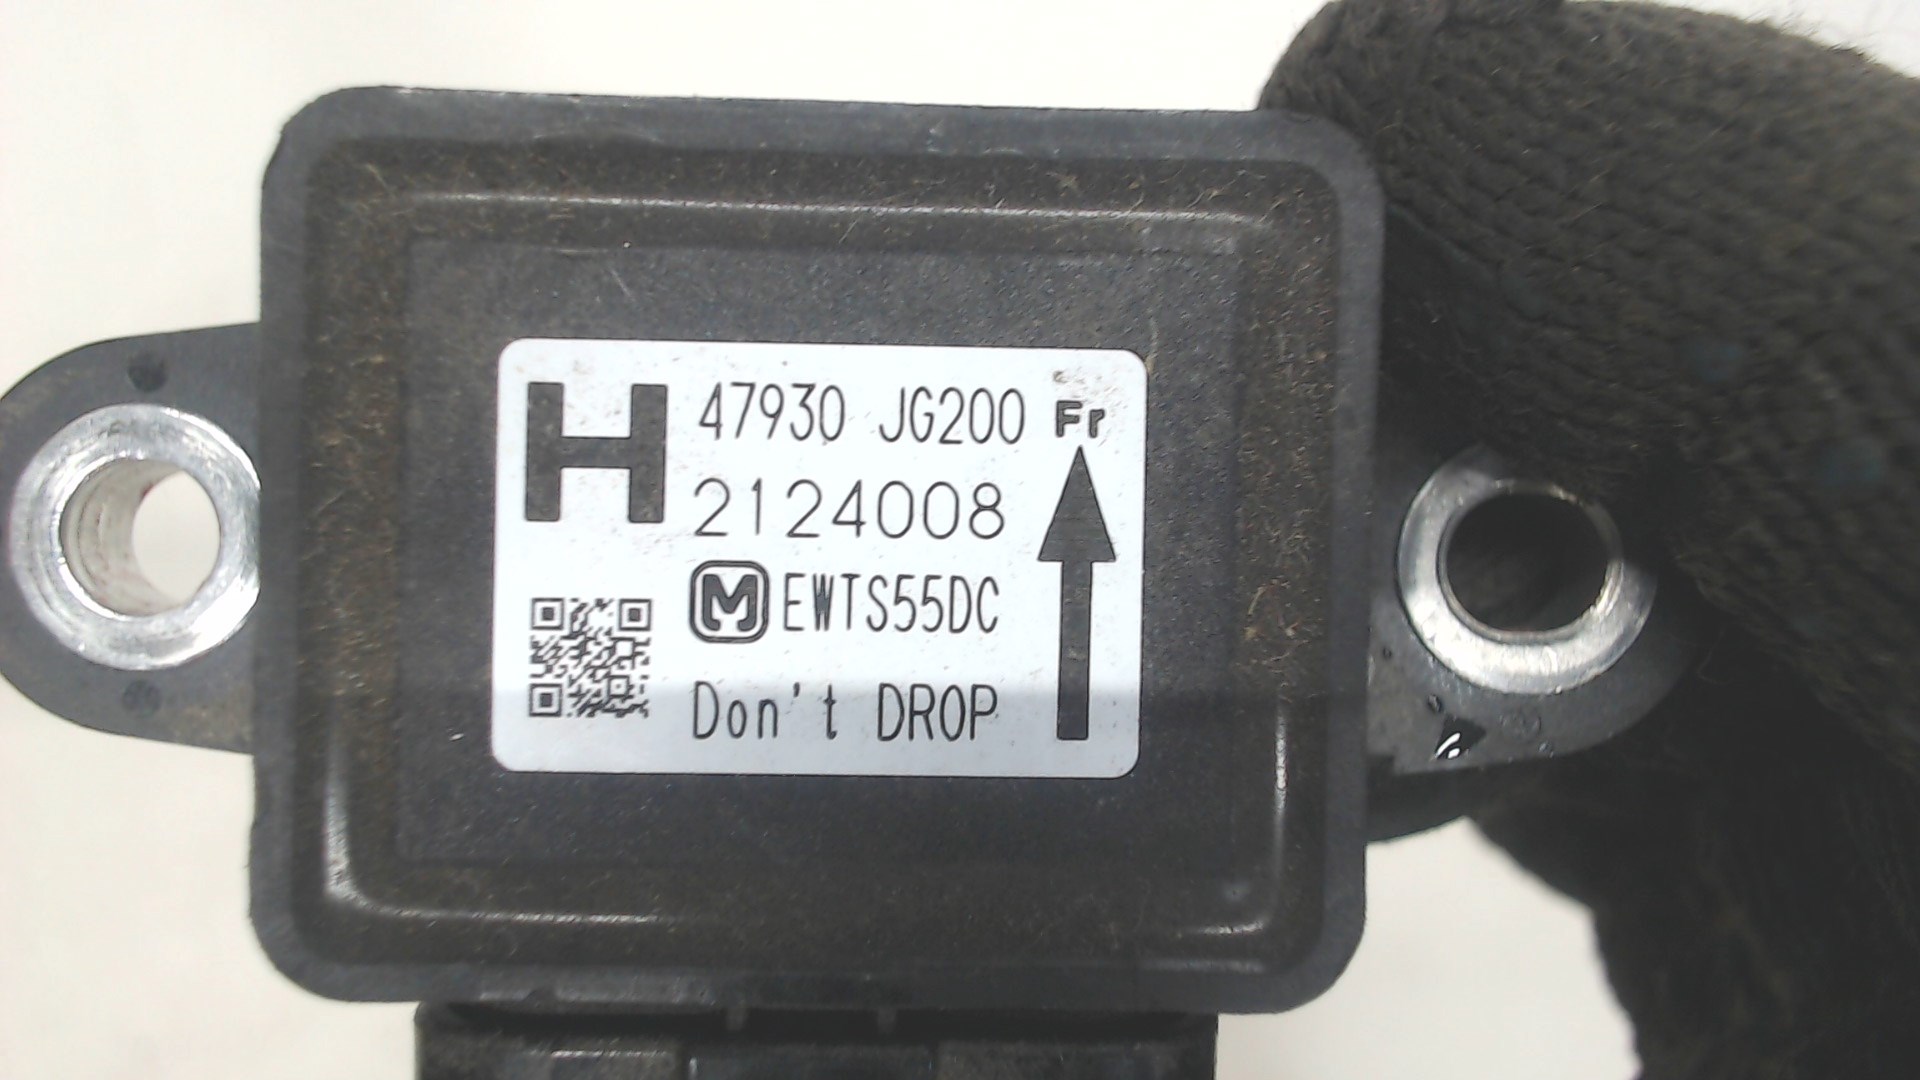 H 47930 JG200 Fr
2124008
M EWTS55DC
Don't DROP